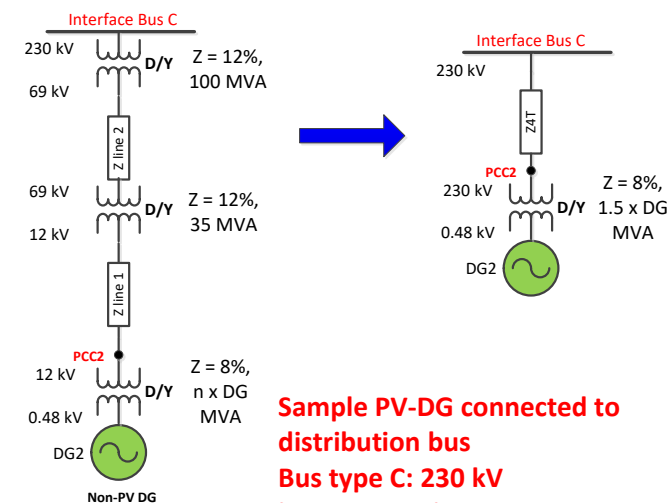 Interface Bus C
230 kV
D/Y
Z = 12%,
100 MVA
69 kV
Z line 2
69 kV
D/Y
Z = 12%,
35 MVA
12 kV
Z line 1
PCC2
12 kV
D/Y
Z = 8%,
n x DG
MVA
0.48 kV
DG2
Non-PV DG
Interface Bus C
230 kV
Z4T
PCC2
230 kV
D/Y
Z = 8%,
1.5 x DG
MVA
0.48 kV
DG2
Sample PV-DG connected to
distribution bus
Bus type C: 230 kV